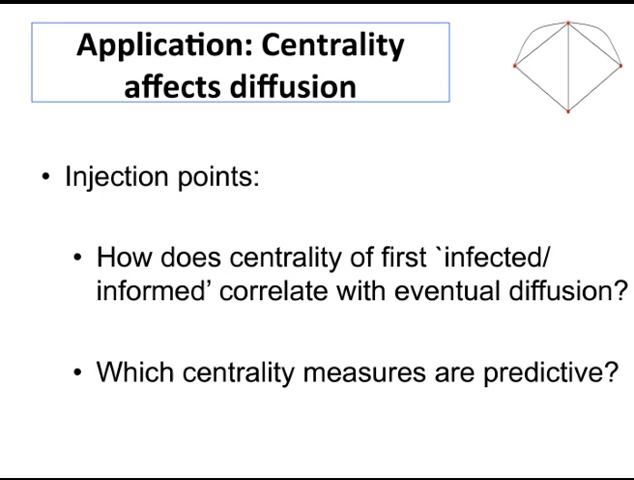 Application: Centrality
affects diffusion
• Injection points:
• How does centrality of first `infected/
informed’ correlate with eventual diffusion?
• Which centrality measures are predictive?